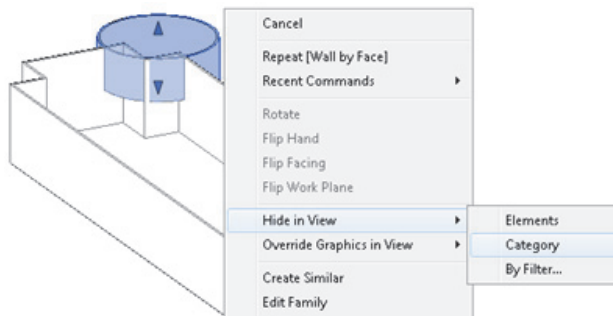 Cancel
Repeat [Wall by Face]
Recent Commands
Rotate
Flip Hand
Flip Facing
Flip Work Plane
Hide in View
Override Graphics in View
Create Similar
Edit Family
Elements
Category
By Filter...